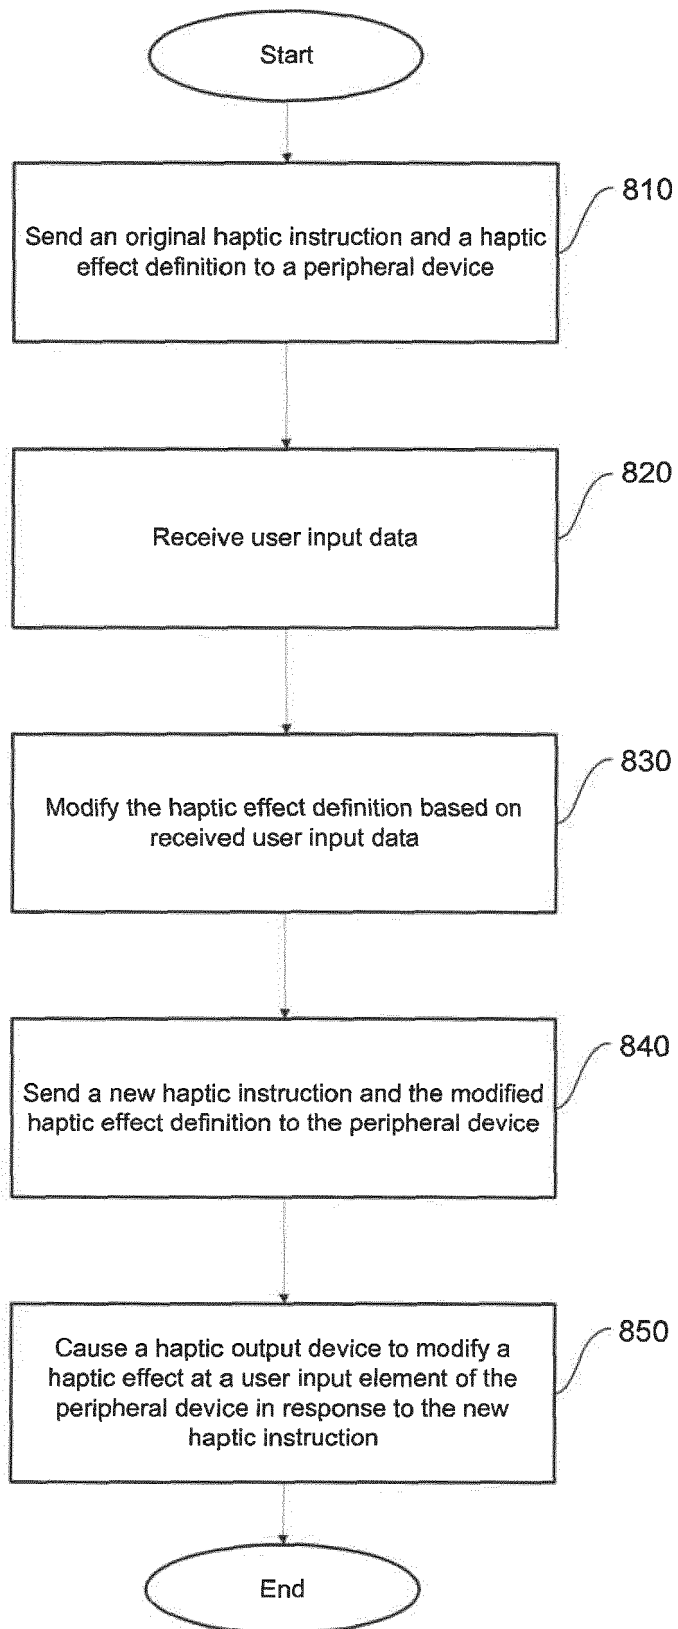 Start
810
Send an original haptic instruction and a haptic
effect definition to a peripheral device
820
Receive user input data
830
Modify the haptic effect definition based on
received user input data
840
Send a new haptic instruction and the modified
haptic effect definition to the peripheral device
850
Cause a haptic output device to modify a
haptic effect at a user input element of the
peripheral device in response to the new
haptic instruction
End